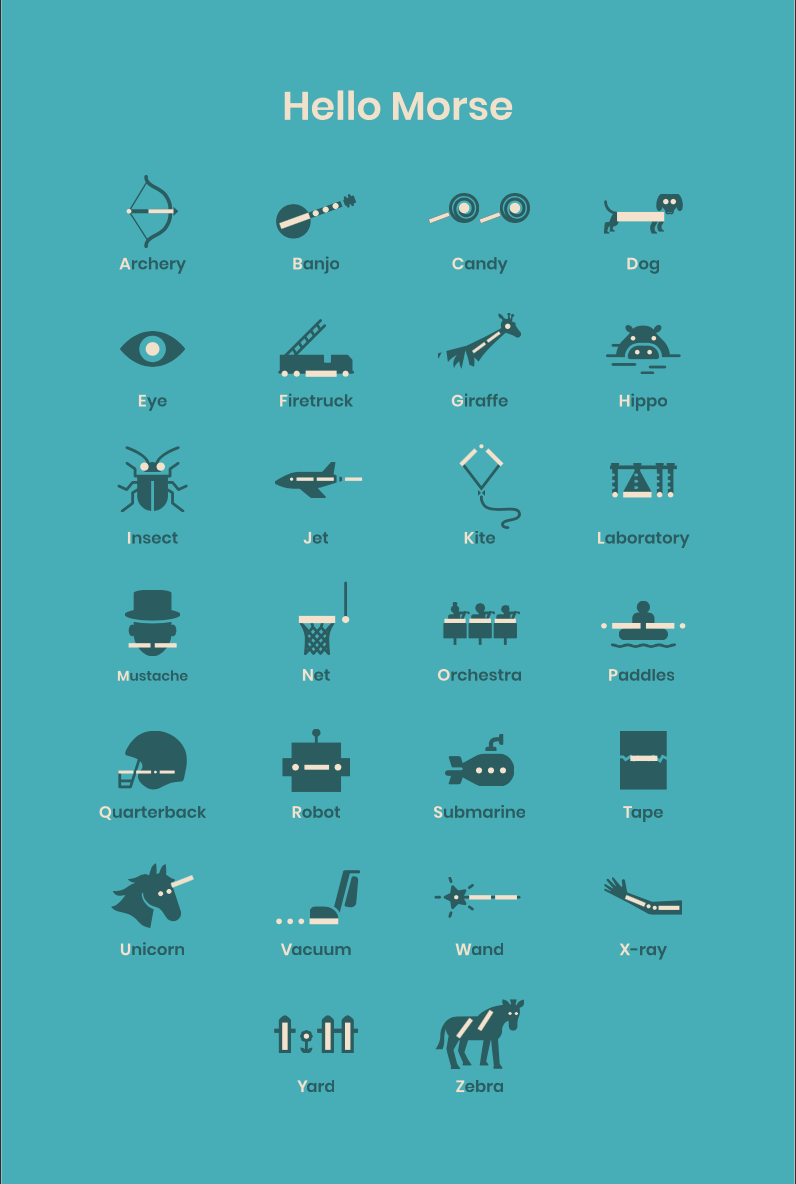 Hello Morse
Archery Banjo Candy Dog
Eye Firetruck Giraffe Hippo
Insect Jet Kite Laboratory
Mustache Net Orchestra Paddles
Quarterback Robot Submarine Tape
Unicorn Vacuum Wand X-ray
Yard Zebra